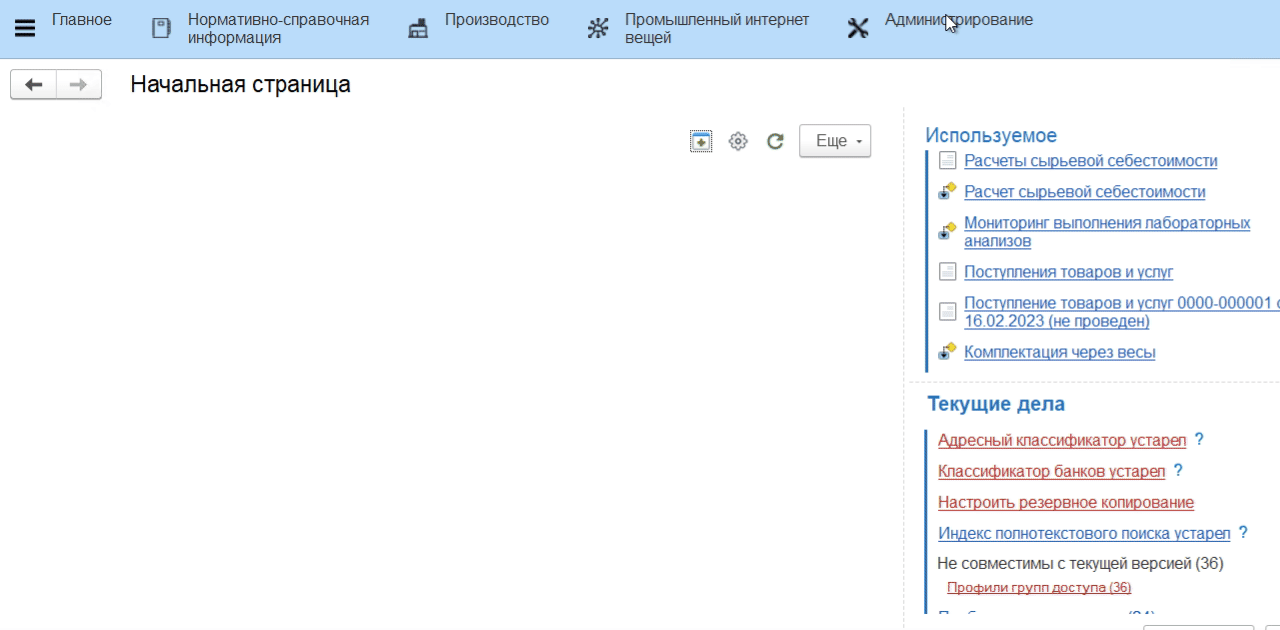 Главное
Нормативно-справочная
информация
Производство
Промышленный интернет
вещей
Администрирование
Начальная страница
Еще
Используемое
Расчеты сырьевой себестоимости
Расчет сырьевой себестоимости
Мониторинг выполнения лабораторных
анализов
Поступления товаров и услуг
Поступление товаров и услуг 0000-000001 о
16.02.2023 (не проведен)
Комплектация через весы
Текущие дела
Адресный классификатор устарел ?
Классификатор банков устарел ?
Настроить резервное копирование
Индекс полнотекстового поиска устарел ?
Не совместимы с текущей версией (36)
Профили групп доступа (36)